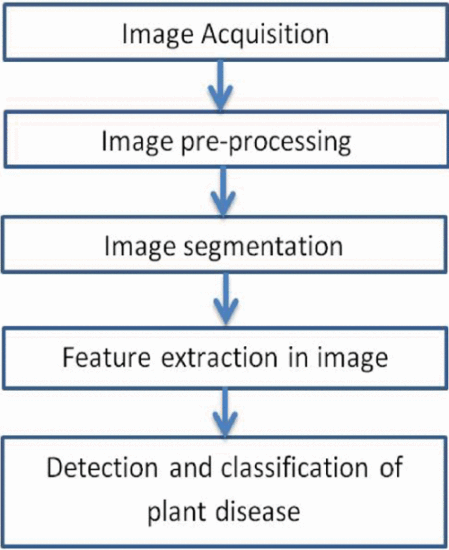 Image Acquisition
Image pre-processing
Image segmentation
Feature extraction in image
Detection and classification of
plant disease